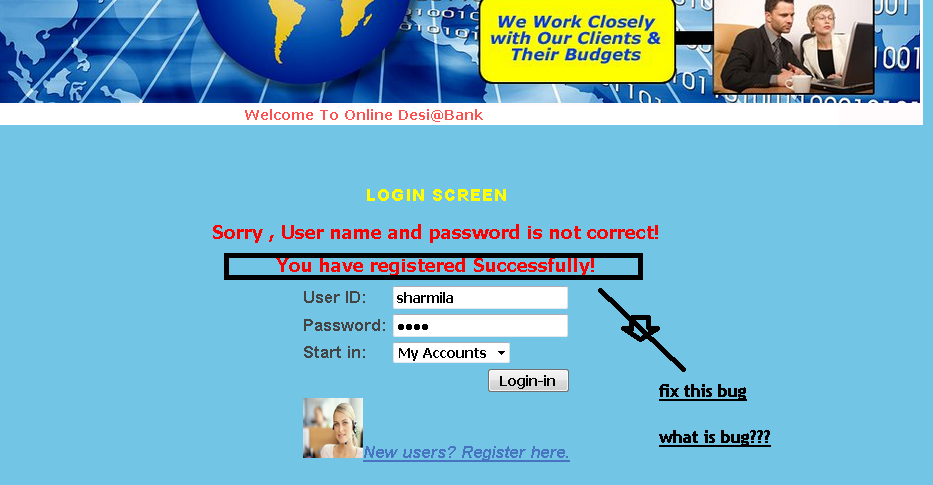 We Work Closely
with Our Clients &
Their Budgets
Welcome To Online Desi@Bank
LOGIN SCREEN
Sorry , User name and password is not correct!
You have registered Successfully!
User ID: sharmila
Password: ●●●●
Start in: My Accounts
Login-in
New users? Register here.
fix this bug
what is bug???